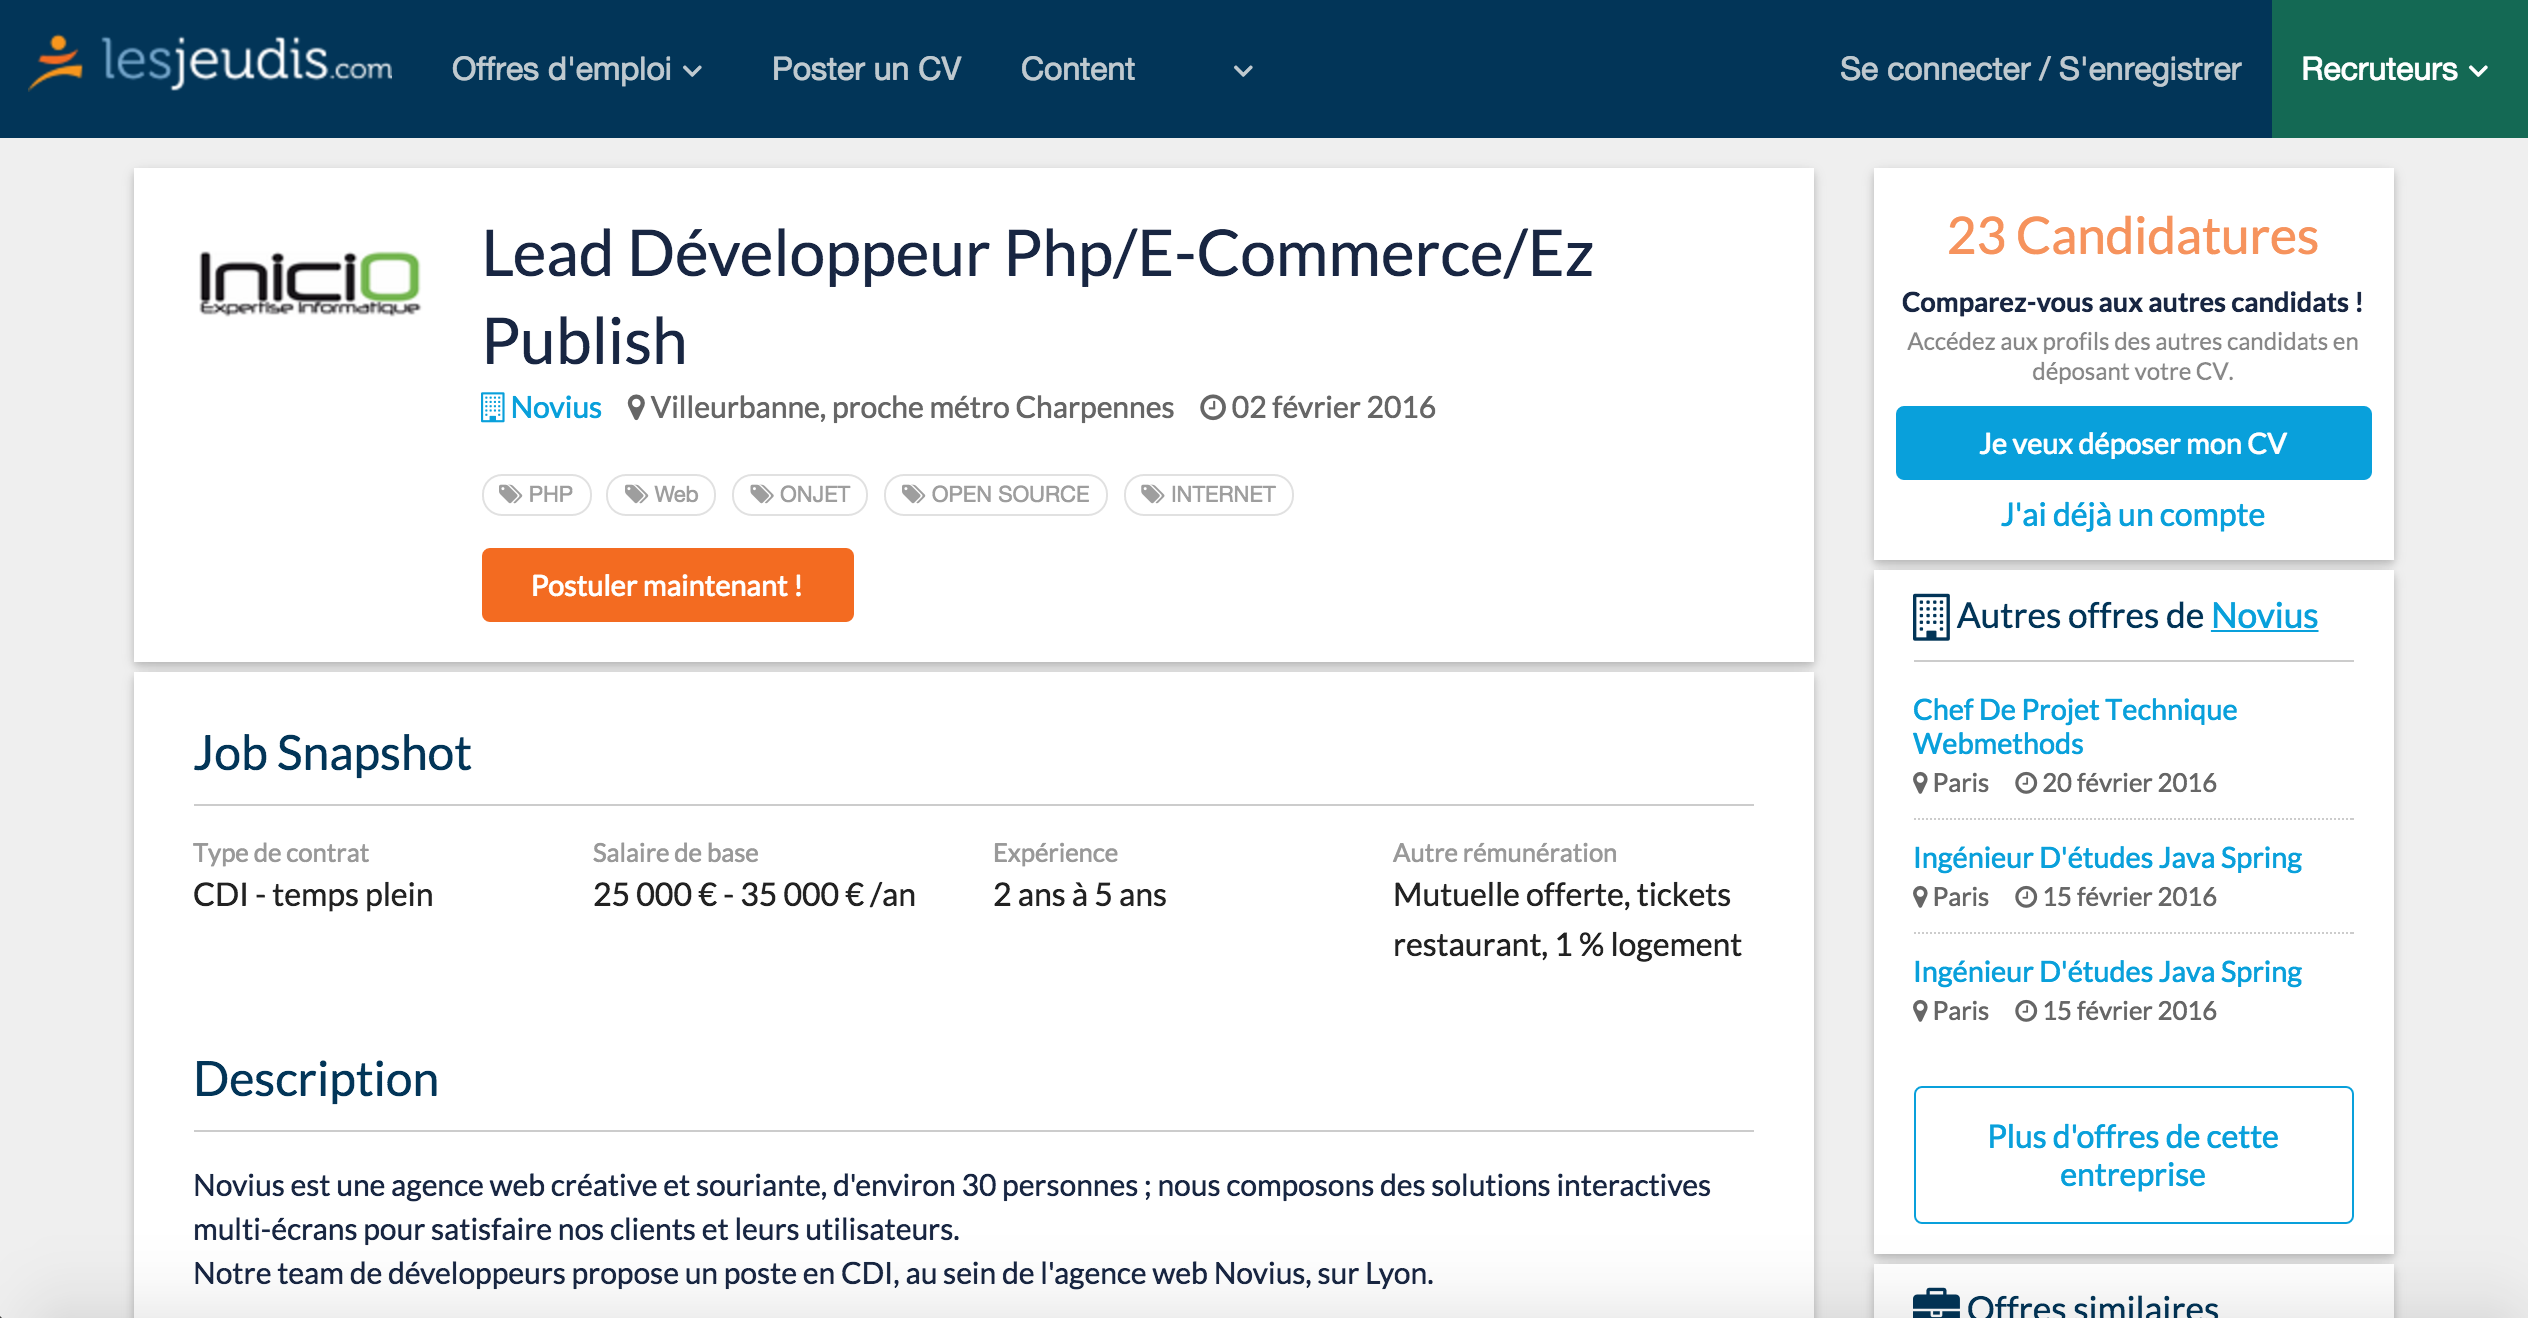 lesjeudis.com
Offres d'emploi
Poster un CV
Content
Se connecter / S'enregistrer
Recruteurs
IniciO
Expertise Informatique
Lead Développeur Php/E-Commerce/Ez
Publish
Novius Villeurbanne, proche métro Charpennes 02 février 2016
PHP Web ONJET OPEN SOURCE INTERNET
Postuler maintenant !
Job Snapshot
Type de contrat
CDI - temps plein
Salaire de base
25 000 € - 35 000 € /an
Expérience
2 ans à 5 ans
Autre rémunération
Mutuelle offerte, tickets
restaurant, 1 % logement
Description
Novius est une agence web créative et souriante, d'environ 30 personnes ; nous composons des solutions interactives
multi-écrans pour satisfaire nos clients et leurs utilisateurs.
Notre team de développeurs propose un poste en CDI, au sein de l'agence web Novius, sur Lyon.
23 Candidatures
Comparez-vous aux autres candidats !
Accédez aux profils des autres candidats en
déposant votre CV.
Je veux déposer mon CV
J'ai déjà un compte
Autres offres de Novius
Chef De Projet Technique
Webmethods
Paris 20 février 2016
Ingénieur D'études Java Spring
Paris 15 février 2016
Ingénieur D'études Java Spring
Paris 15 février 2016
Plus d'offres de cette
entreprise
Offres similaires